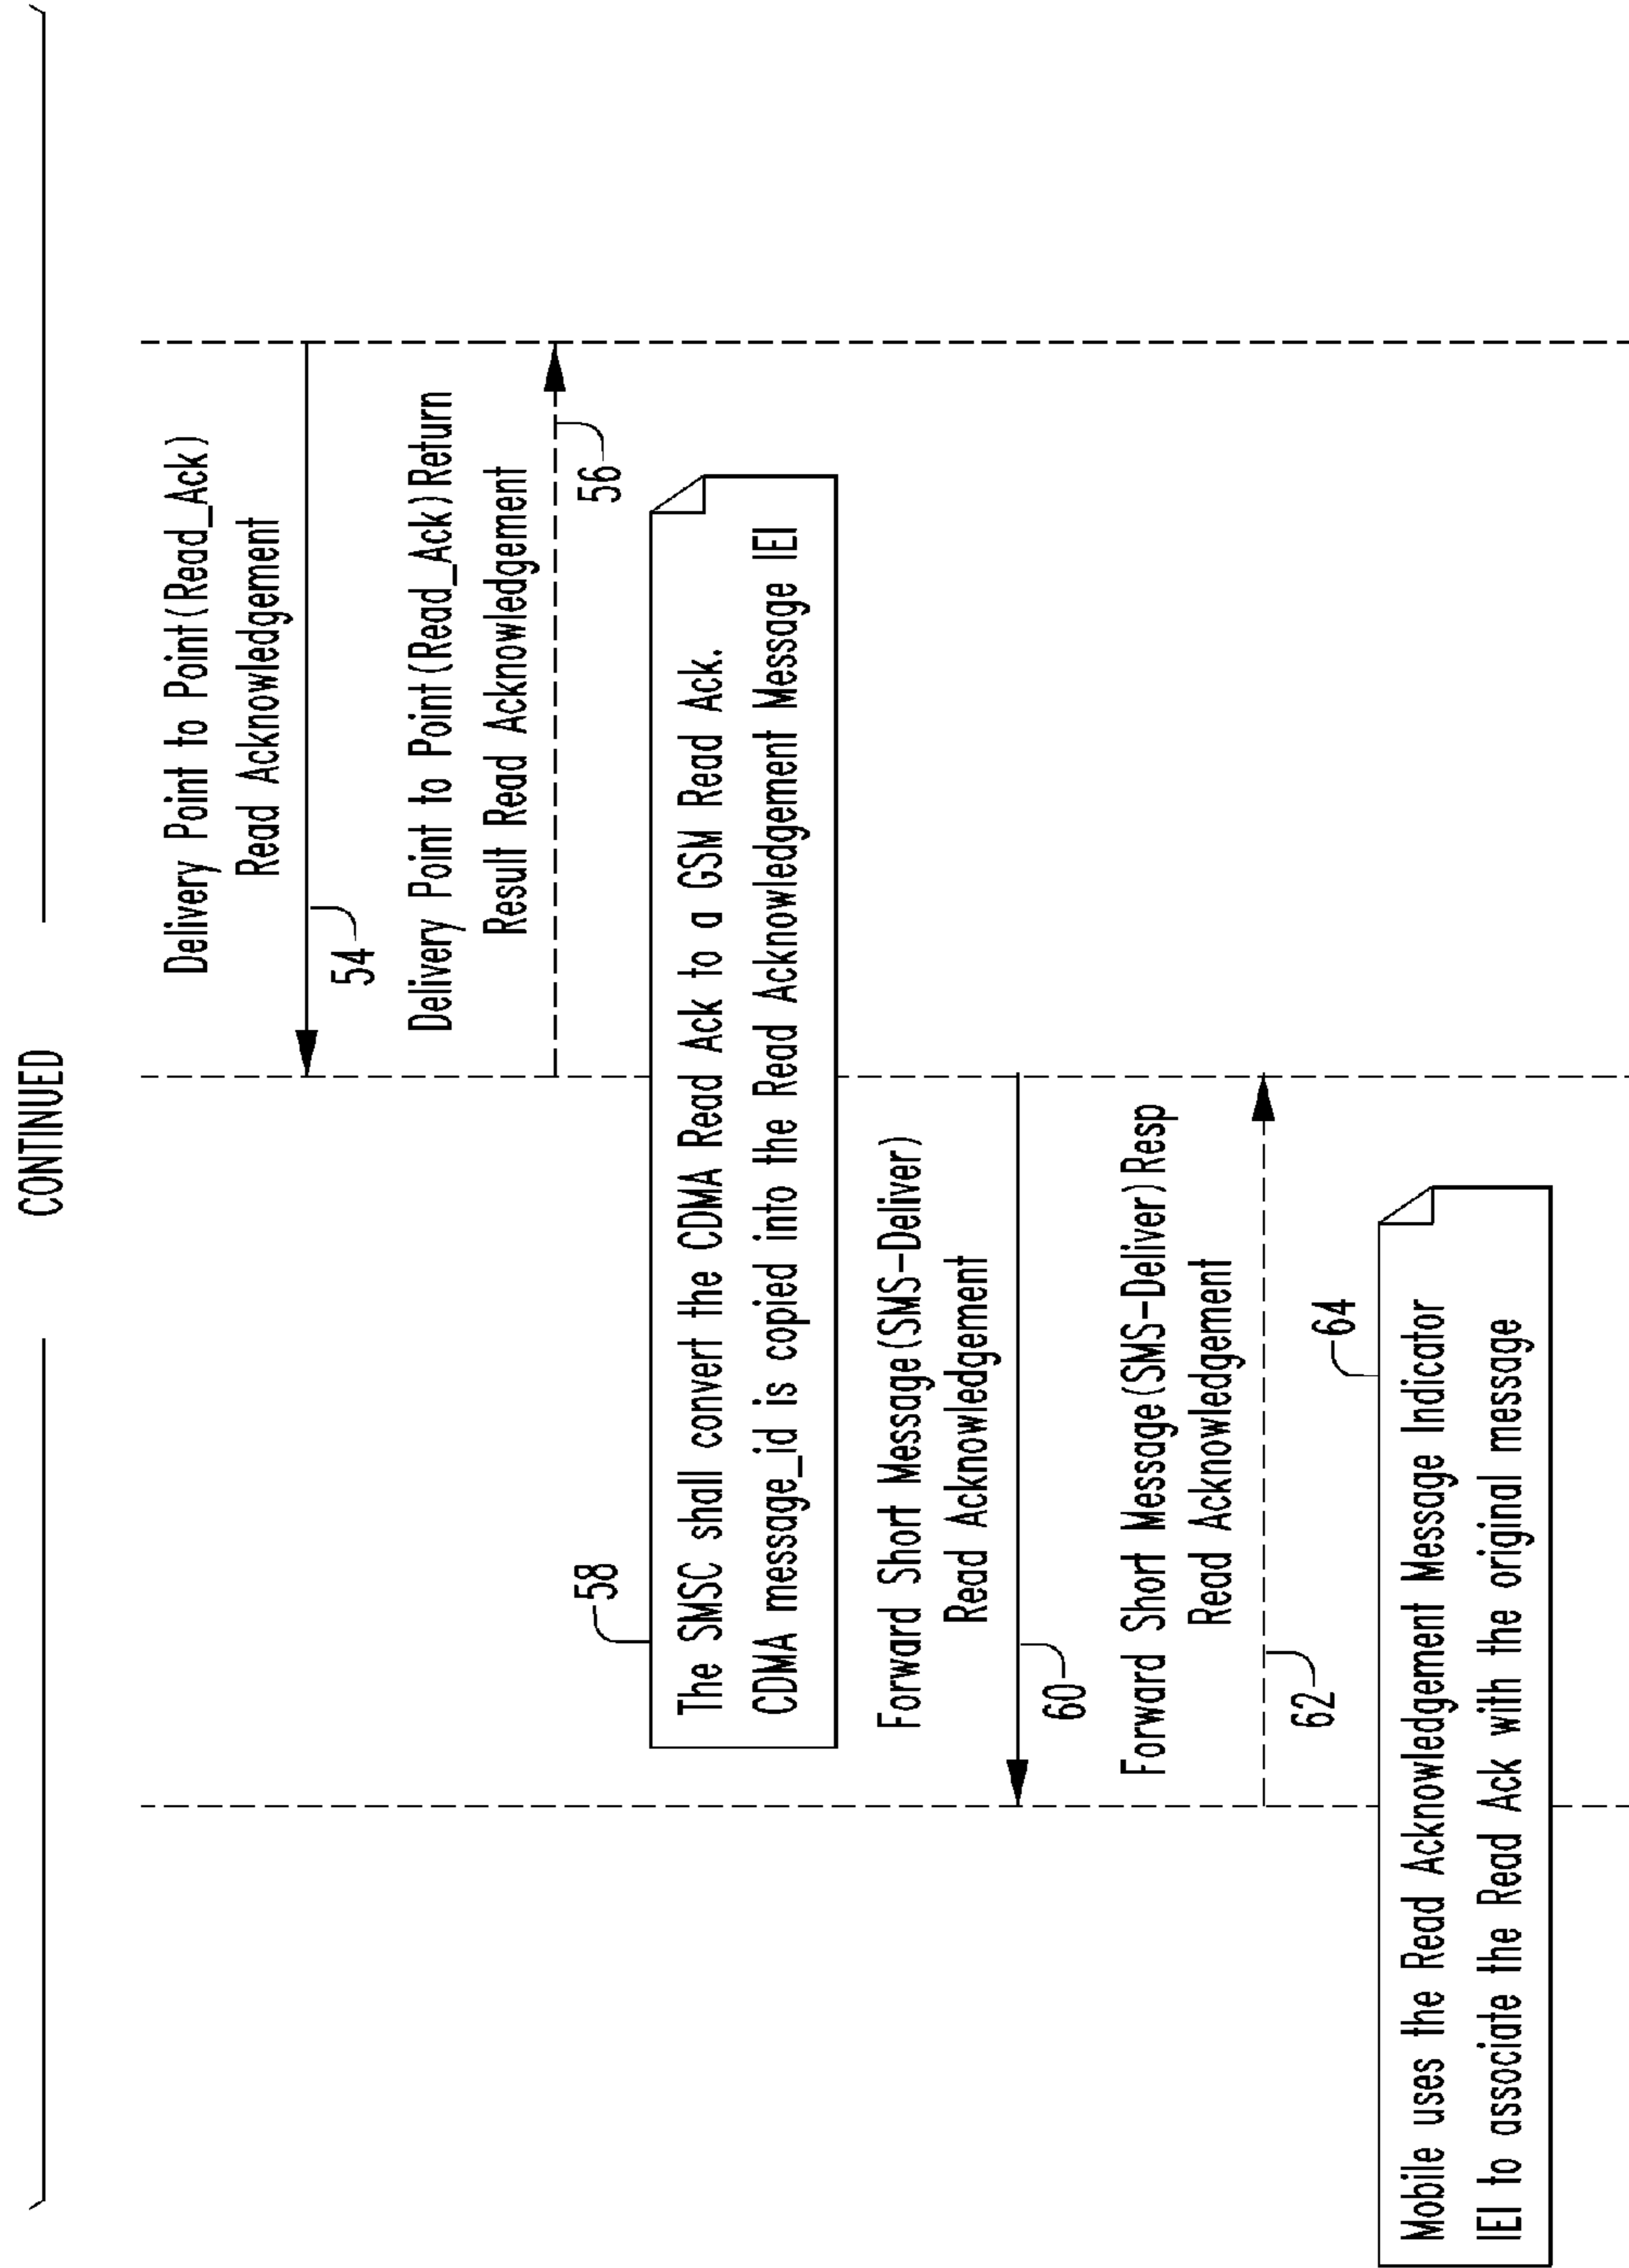 CONTINUED
Delivery Point to Point(Read_Ack)
Read Acknowledgement
54
Delivery Point to Point(Read_Ack)Return
Result Read Acknowledgement
56
58
The SMSC shall convert the CDMA Read Ack to a GSM Read Ack.
CDMA message_id is copied into the Read Acknowledgement Message IEI
Forward Short Message(SMS-Deliver)
Read Acknowledgement
60
Forward Short Message(SMS-Deliver)Resp
Read Acknowledgement
62
64
Mobile uses the Read Acknowledgement Message Indicator
IEI to associate the Read Ack with the original message